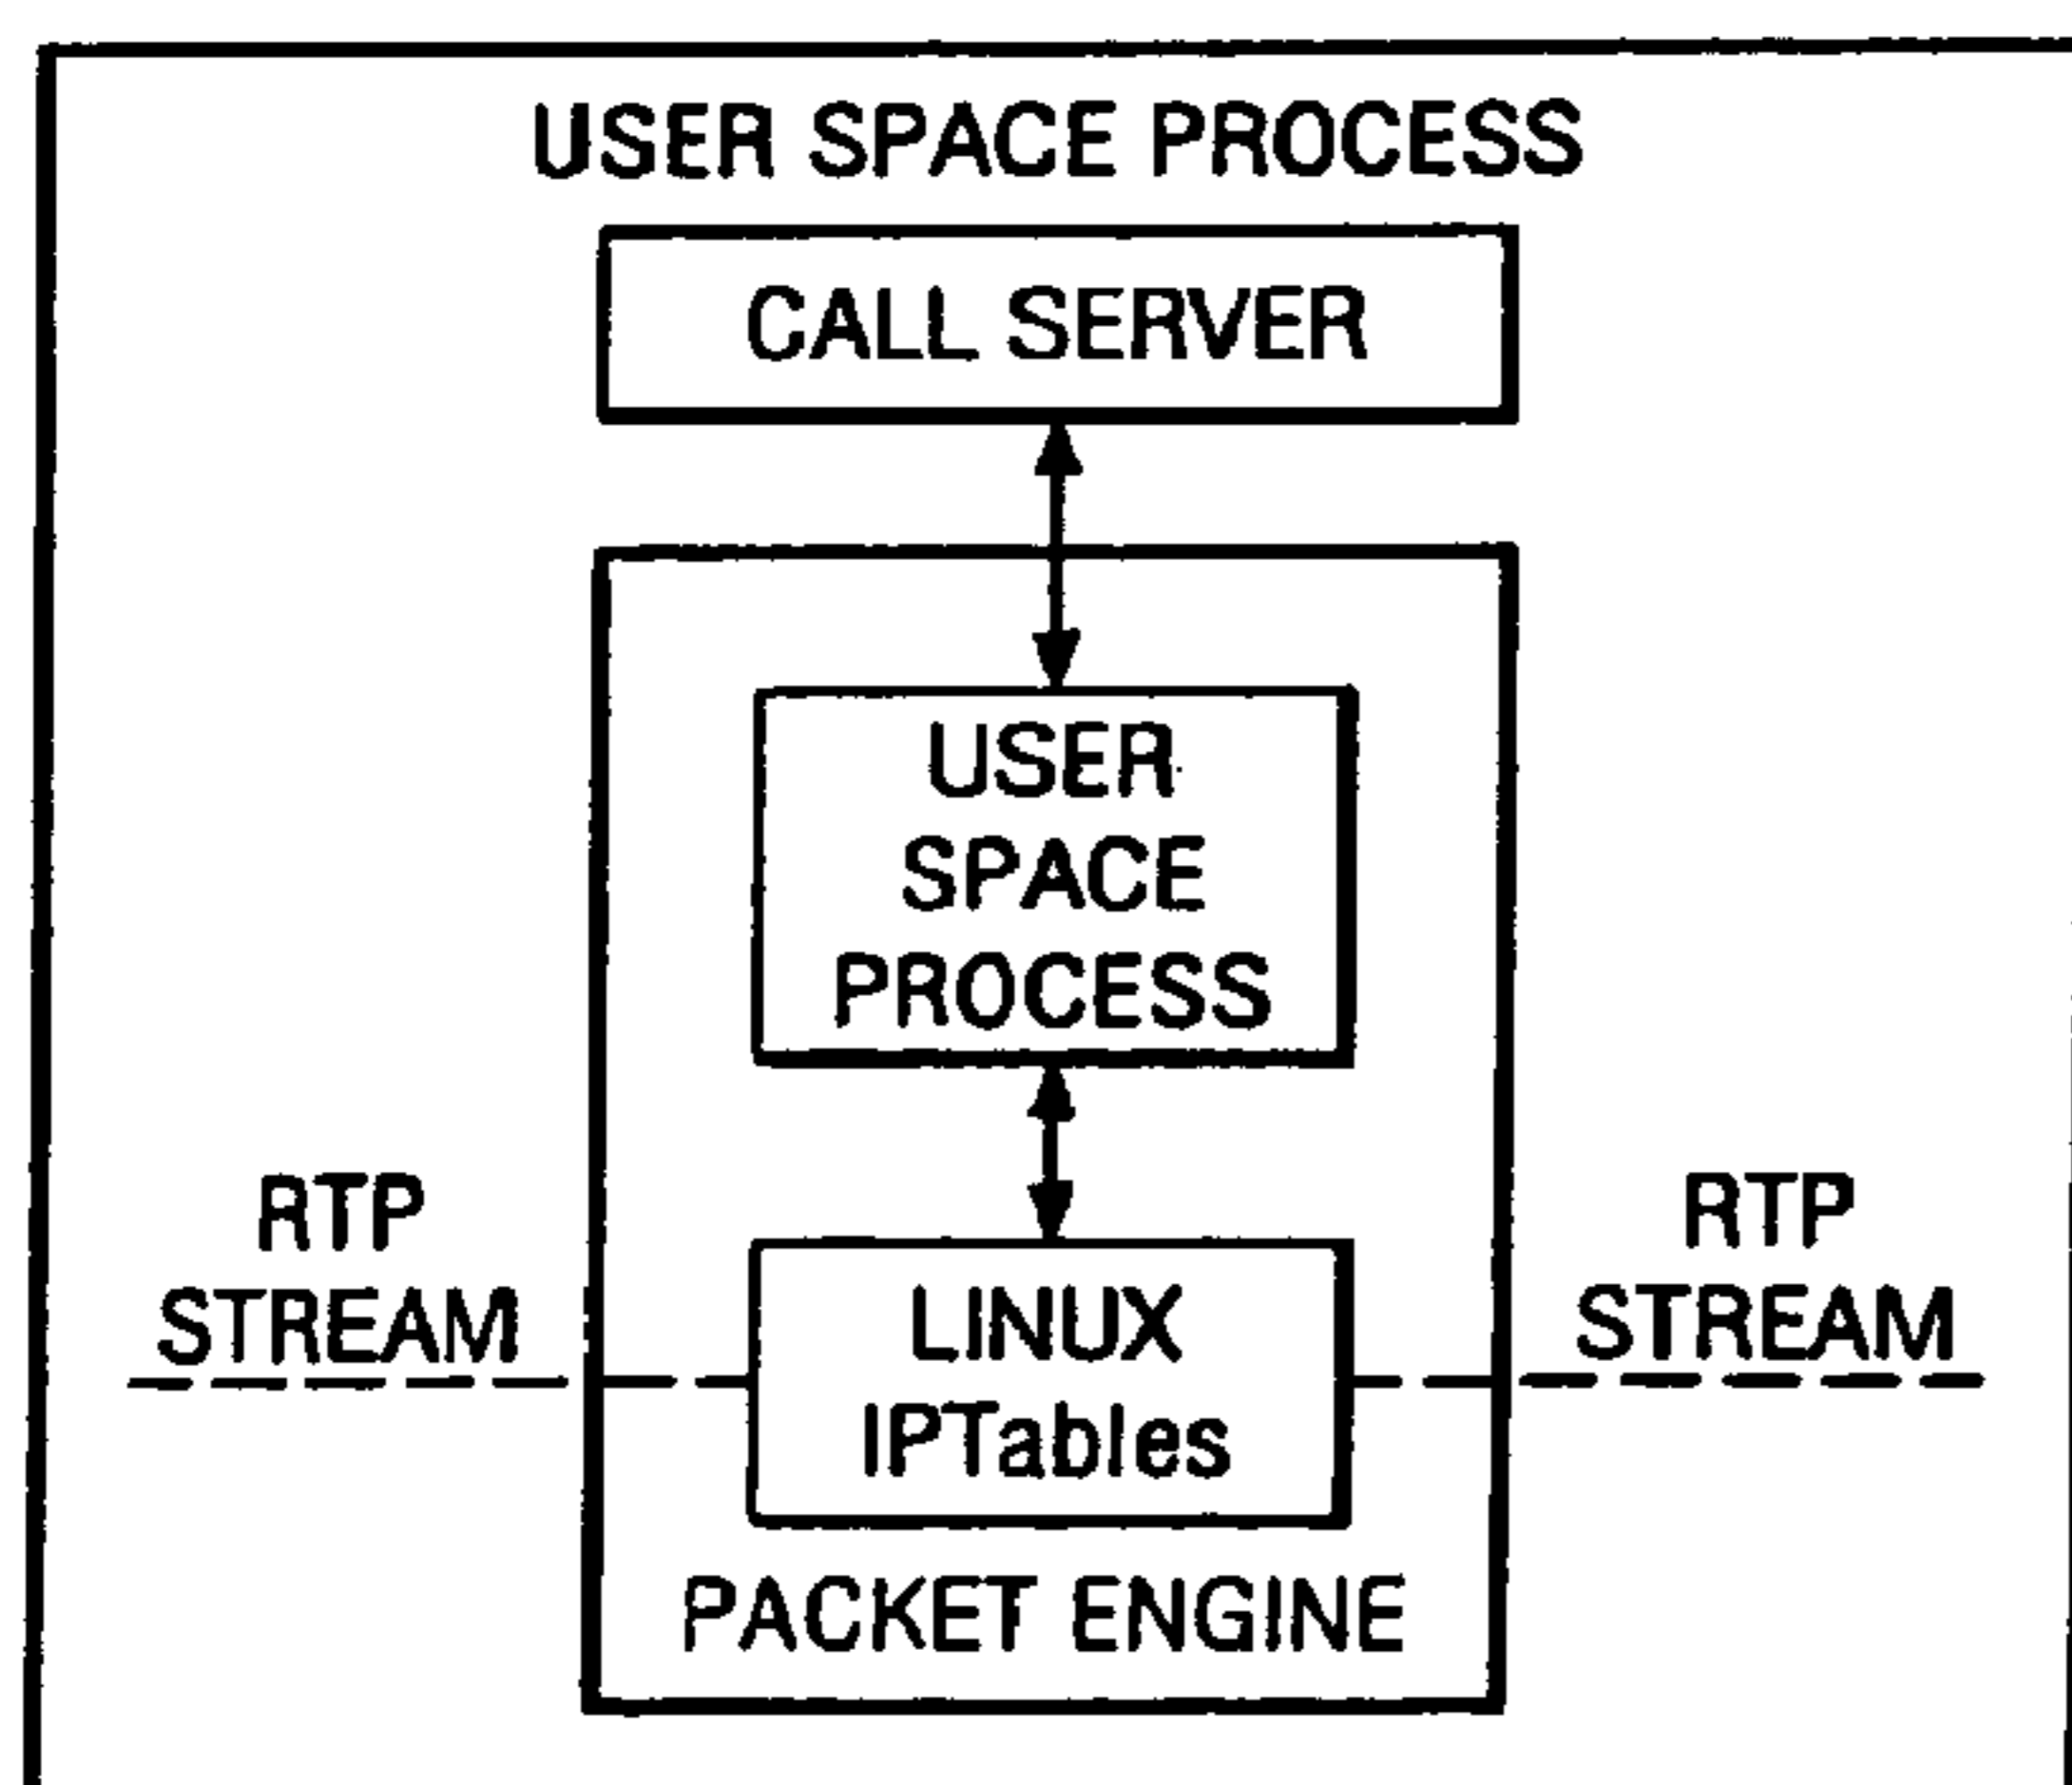 USER SPACE PROCESS
CALL SERVER
USER
SPACE
PROCESS
RTP
STREAM
LINUX
IPTables
RTP
STREAM
PACKET ENGINE